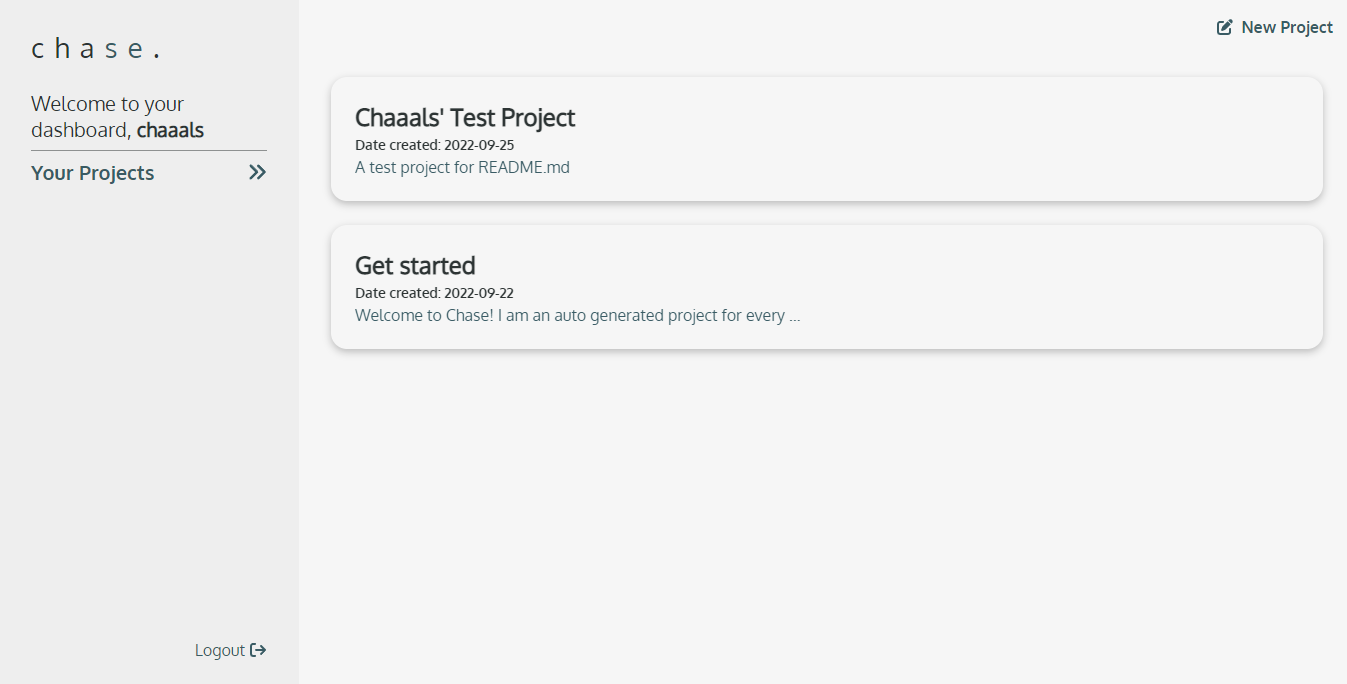 chase.
Welcome to your
dashboard, chaaals
Your Projects
Logout
New Project
Chaaals' Test Project
Date created: 2022-09-25
A test project for README.md
Get started
Date created: 2022-09-22
Welcome to Chase! I am an auto generated project for every ...